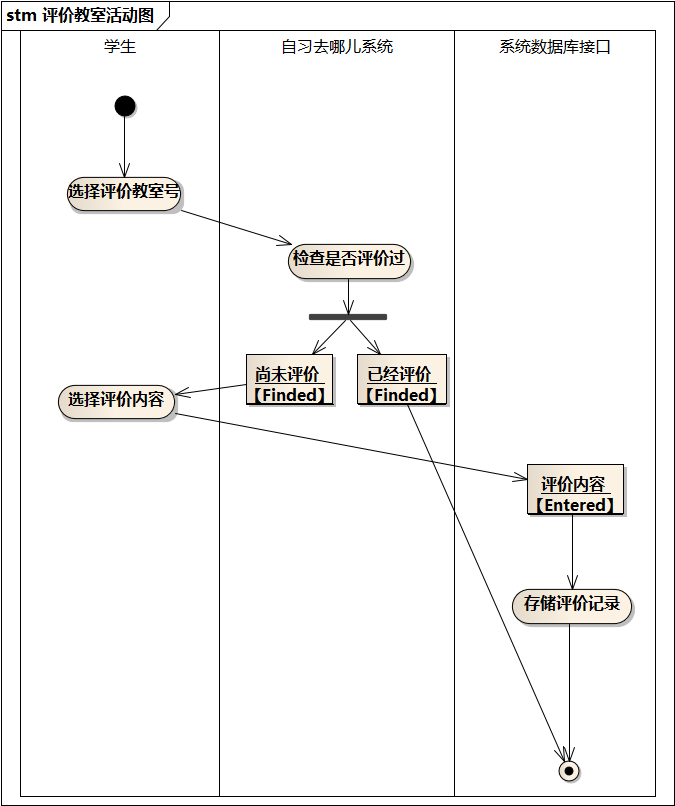 stm 评价教室活动图
学生
自习去哪儿系统
系统数据库接口
选择评价教室号
检查是否评价过
尚未评价
【Finded】
已经评价
【Finded】
选择评价内容
评价内容
【Entered】
存储评价记录